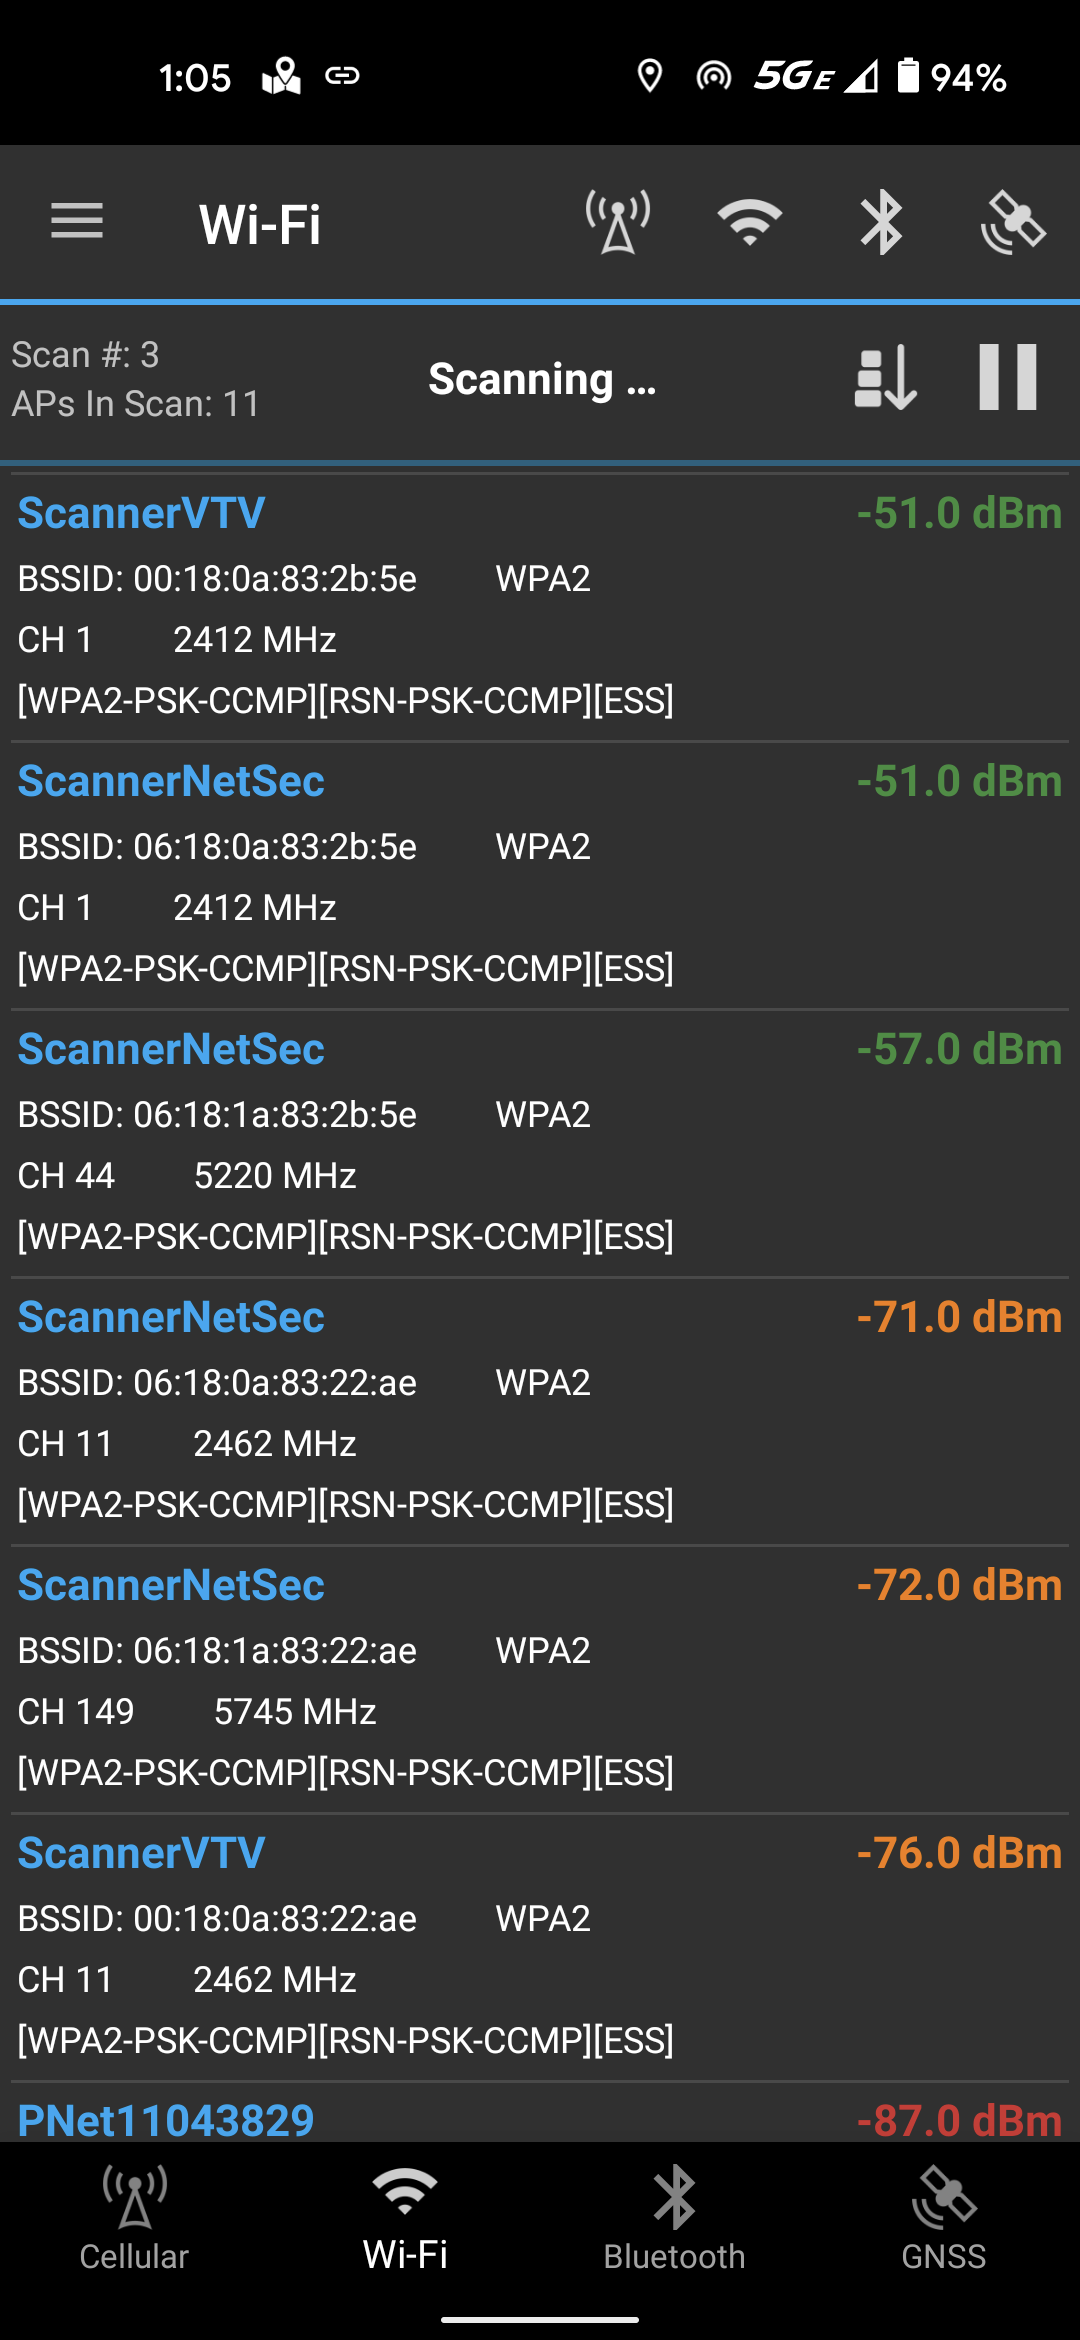 1:05 5GE 94%
Wi-Fi
Scan #: 3
APs In Scan: 11
Scanning ...
ScannerVTV -51.0 dBm
BSSID: 00:18:0a:83:2b:5e WPA2
CH 1 2412 MHz
[WPA2-PSK-CCMP][RSN-PSK-CCMP][ESS]
ScannerNetSec -51.0 dBm
BSSID: 06:18:0a:83:2b:5e WPA2
CH 1 2412 MHz
[WPA2-PSK-CCMP][RSN-PSK-CCMP][ESS]
ScannerNetSec -57.0 dBm
BSSID: 06:18:1a:83:2b:5e WPA2
CH 44 5220 MHz
[WPA2-PSK-CCMP][RSN-PSK-CCMP][ESS]
ScannerNetSec -71.0 dBm
BSSID: 06:18:0a:83:22:ae WPA2
CH 11 2462 MHz
[WPA2-PSK-CCMP][RSN-PSK-CCMP][ESS]
ScannerNetSec -72.0 dBm
BSSID: 06:18:1a:83:22:ae WPA2
CH 149 5745 MHz
[WPA2-PSK-CCMP][RSN-PSK-CCMP][ESS]
ScannerVTV -76.0 dBm
BSSID: 00:18:0a:83:22:ae WPA2
CH 11 2462 MHz
[WPA2-PSK-CCMP][RSN-PSK-CCMP][ESS]
PNet11043829 -87.0 dBm
Cellular Wi-Fi Bluetooth GNSS